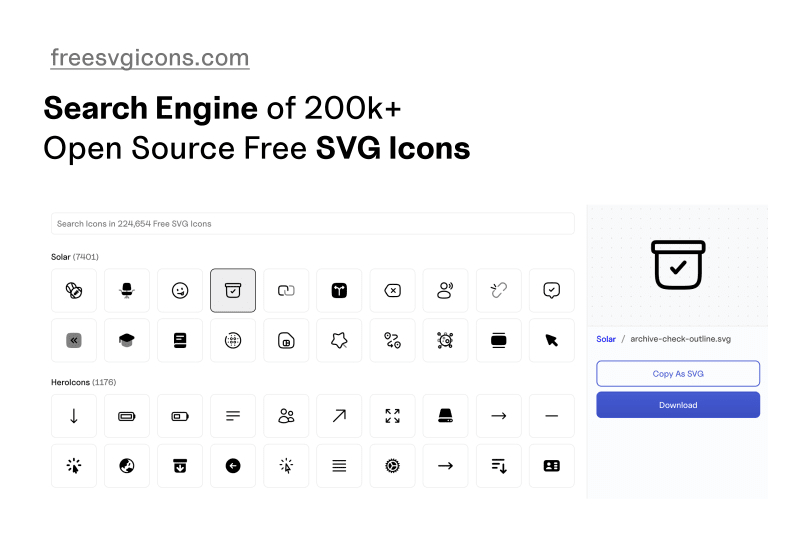 freesvgicons.com
Search Engine of 200k+
Open Source Free SVG Icons
Search Icons in 224,654 Free SVG Icons
Solar (7401)
HeroIcons (1176)
Solar / archive-check-outline.svg
Copy As SVG
Download